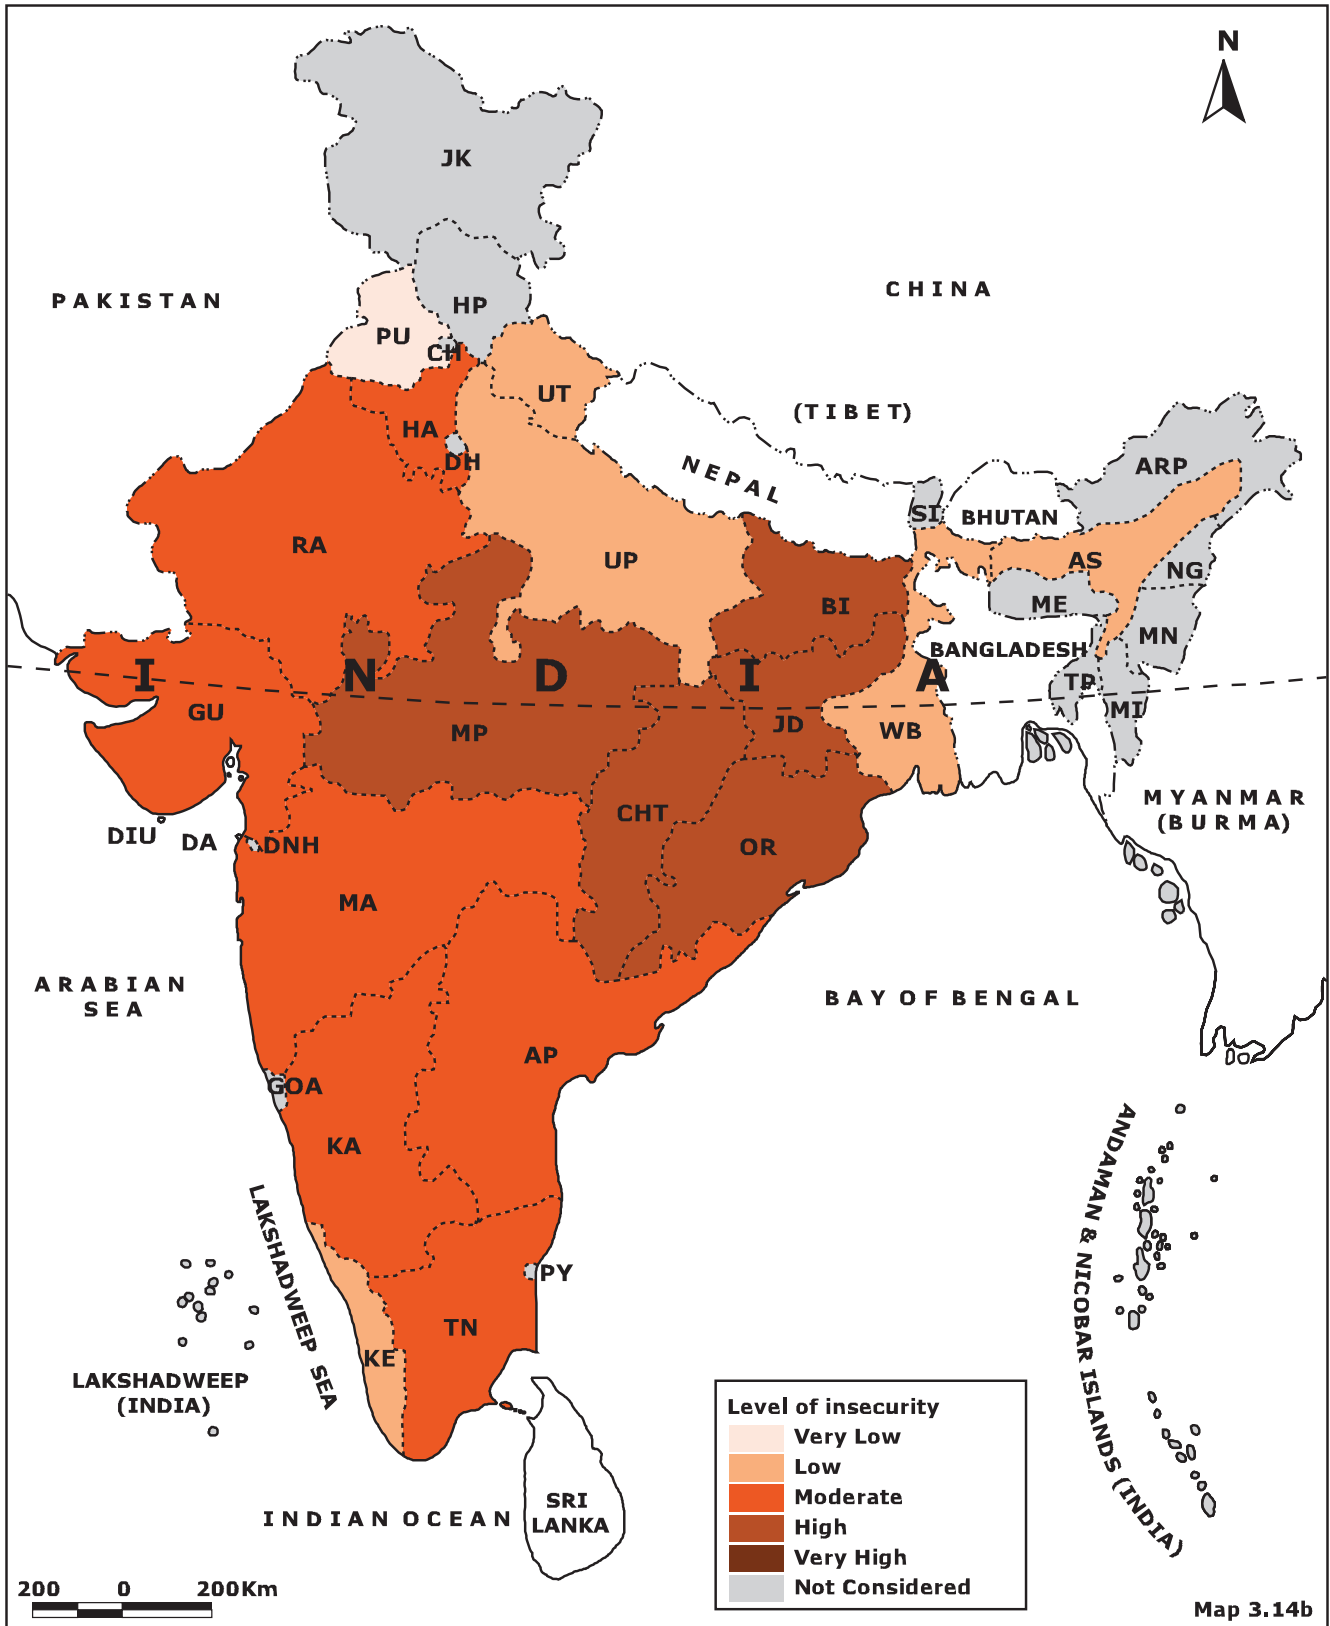 N
JK
PAKISTAN
CHINA
HP
PU
CH
UT
(TIBET)
HA
DH
NEPAL
ARP
SI
BHUTAN
RA
UP
AS
NG
BI
ME
MN
BANGLADESH
I N D I A
TP
MI
GU
MP
JD
WB
CHT
MYANMAR
(BURMA)
DIU
DA
DNH
OR
MA
ARABIAN
SEA
BAY OF BENGAL
AP
GOA
KA
ANDAMAN & NICOBAR ISLANDS (INDIA)
LAKSHADWEEP SEA
PY
TN
KE
LAKSHADWEEP
(INDIA)
INDIAN OCEAN
SRI
LANKA
Level of insecurity
Very Low
Low
Moderate
High
Very High
Not Considered
200 0 200Km
Map 3.14b